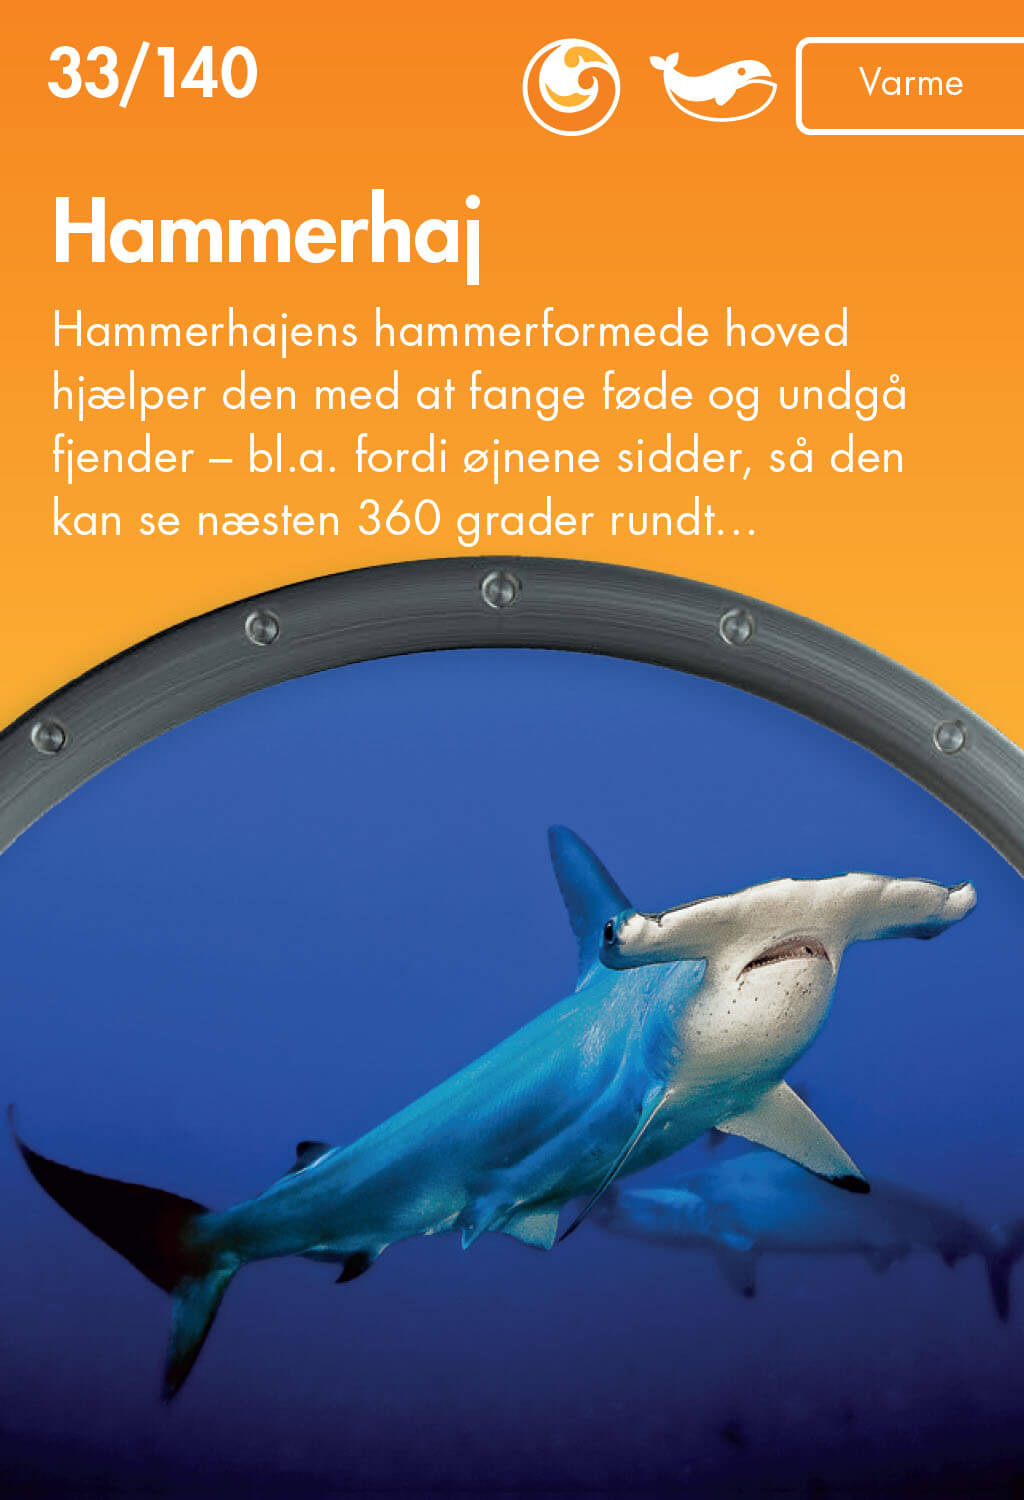 33/140
Varme
Hammerhaj
Hammerhajens hammerformede hoved
hjælper den med at fange føde og undgå
fjender – bl.a. fordi øjnene sidder, så den
kan se næsten 360 grader rundt...